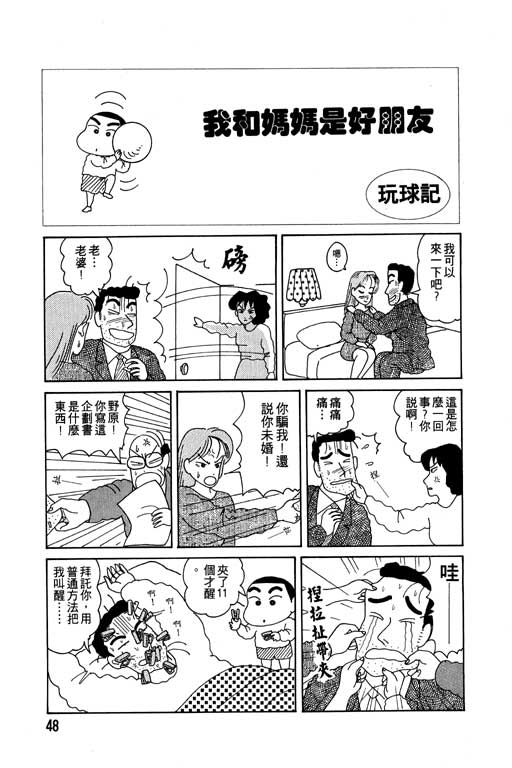 我和媽媽是好朋友
玩球記
我可以
來一下吧?
嗯…
磅
老…
老婆!
這是怎
麼一回
事?你
說啊!
痛痛
痛…
捏
你騙我!還
說你未婚!
野原!
你寫這
企劃書
是什麼
東西!
哇—
捏拉扯帶夾
夾了11
個才醒
拜託你,用
普通方法把
我叫醒……
48